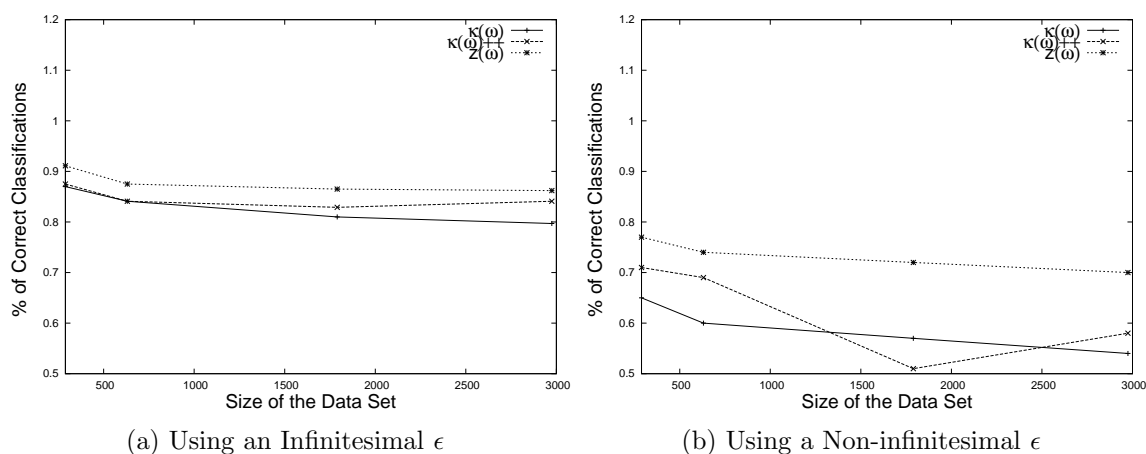 1.2
κ(ω)
κ(ω)++
z(ω)
1.1
1
0.9
0.8
0.7
0.6
0.5
% of Correct Classifications
500 1000 1500 2000 2500 3000
Size of the Data Set
(a) Using an Infinitesimal ϵ
1.2
κ(ω)
κ(ω)++
z(ω)
1.1
1
0.9
0.8
0.7
0.6
0.5
% of Correct Classifications
500 1000 1500 2000 2500 3000
Size of the Data Set
(b) Using a Non-infinitesimal ϵ